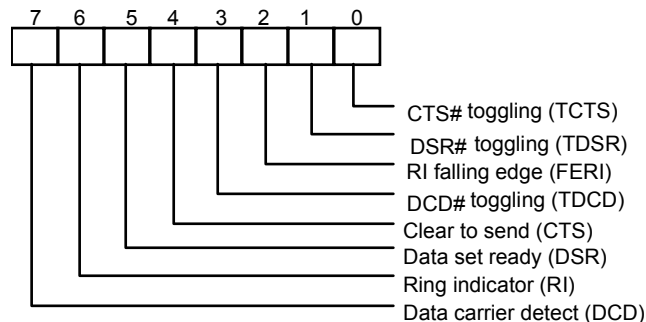 7 6 5 4 3 2 1 0
CTS# toggling (TCTS)
DSR# toggling (TDSR)
RI falling edge (FERI)
DCD# toggling (TDCD)
Clear to send (CTS)
Data set ready (DSR)
Ring indicator (RI)
Data carrier detect (DCD)